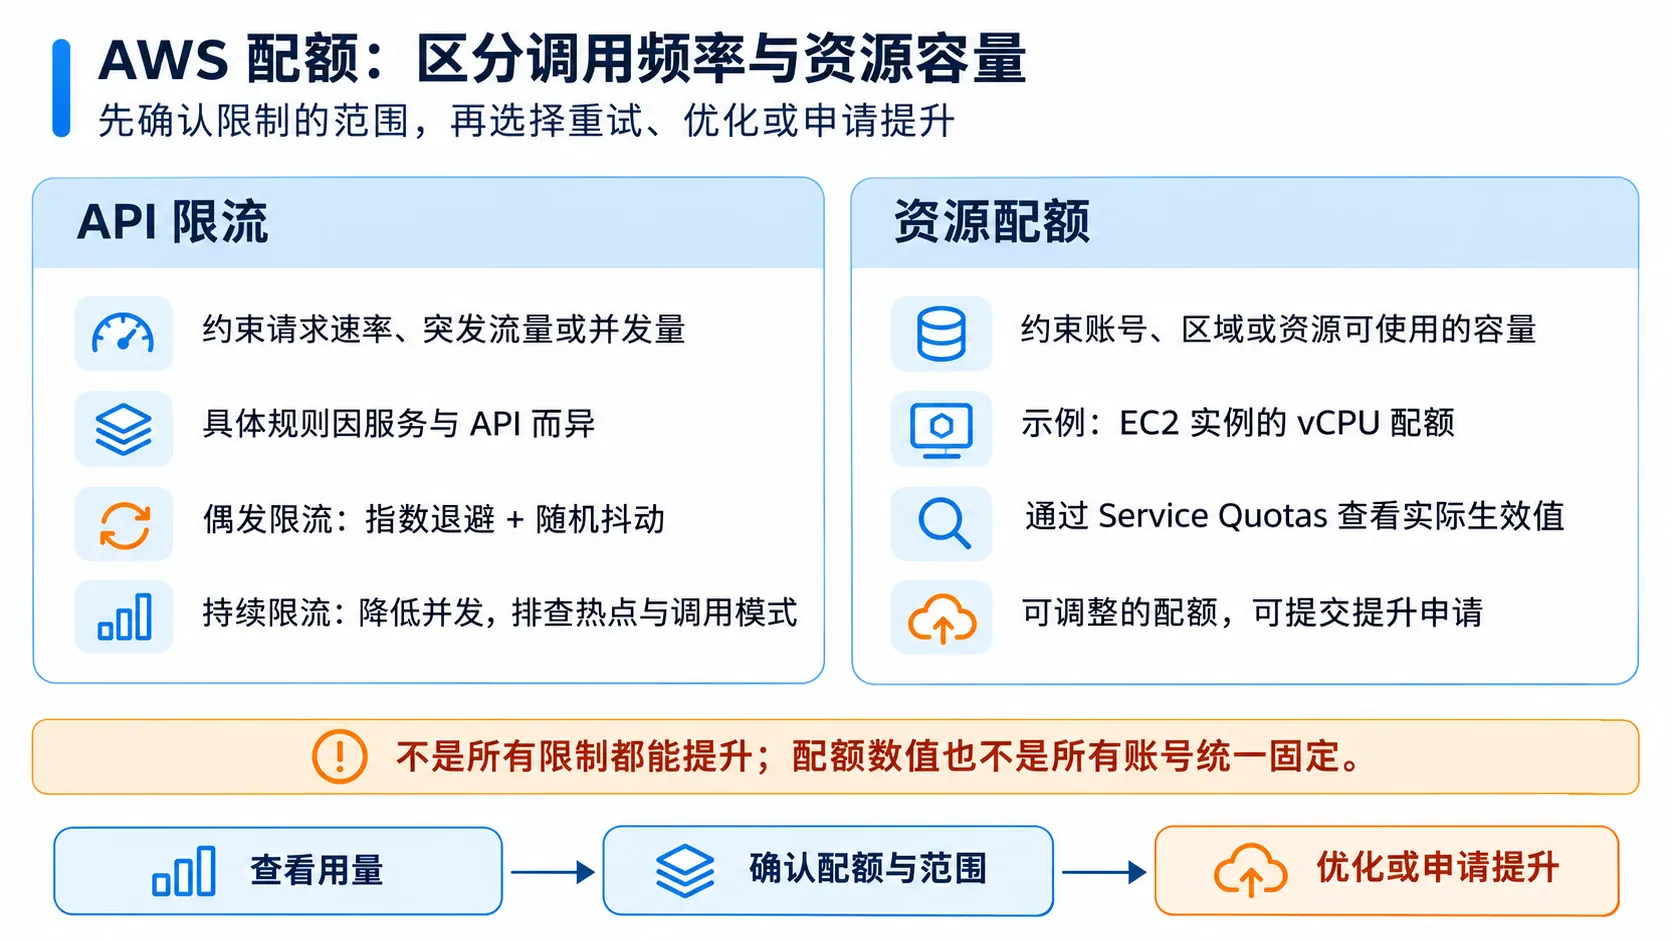 AWS 配额：区分调用频率与资源容量
先确认限制的范围，再选择重试、优化或申请提升
API 限流
约束请求速率、突发流量或并发量
具体规则因服务与 API 而异
偶发限流：指数退避 + 随机抖动
持续限流：降低并发，排查热点与调用模式
资源配额
约束账号、区域或资源可使用的容量
示例：EC2 实例的 vCPU 配额
通过 Service Quotas 查看实际生效值
可调整的配额，可提交提升申请
不是所有限制都能提升；配额数值也不是所有账号统一固定。
查看用量
确认配额与范围
优化或申请提升